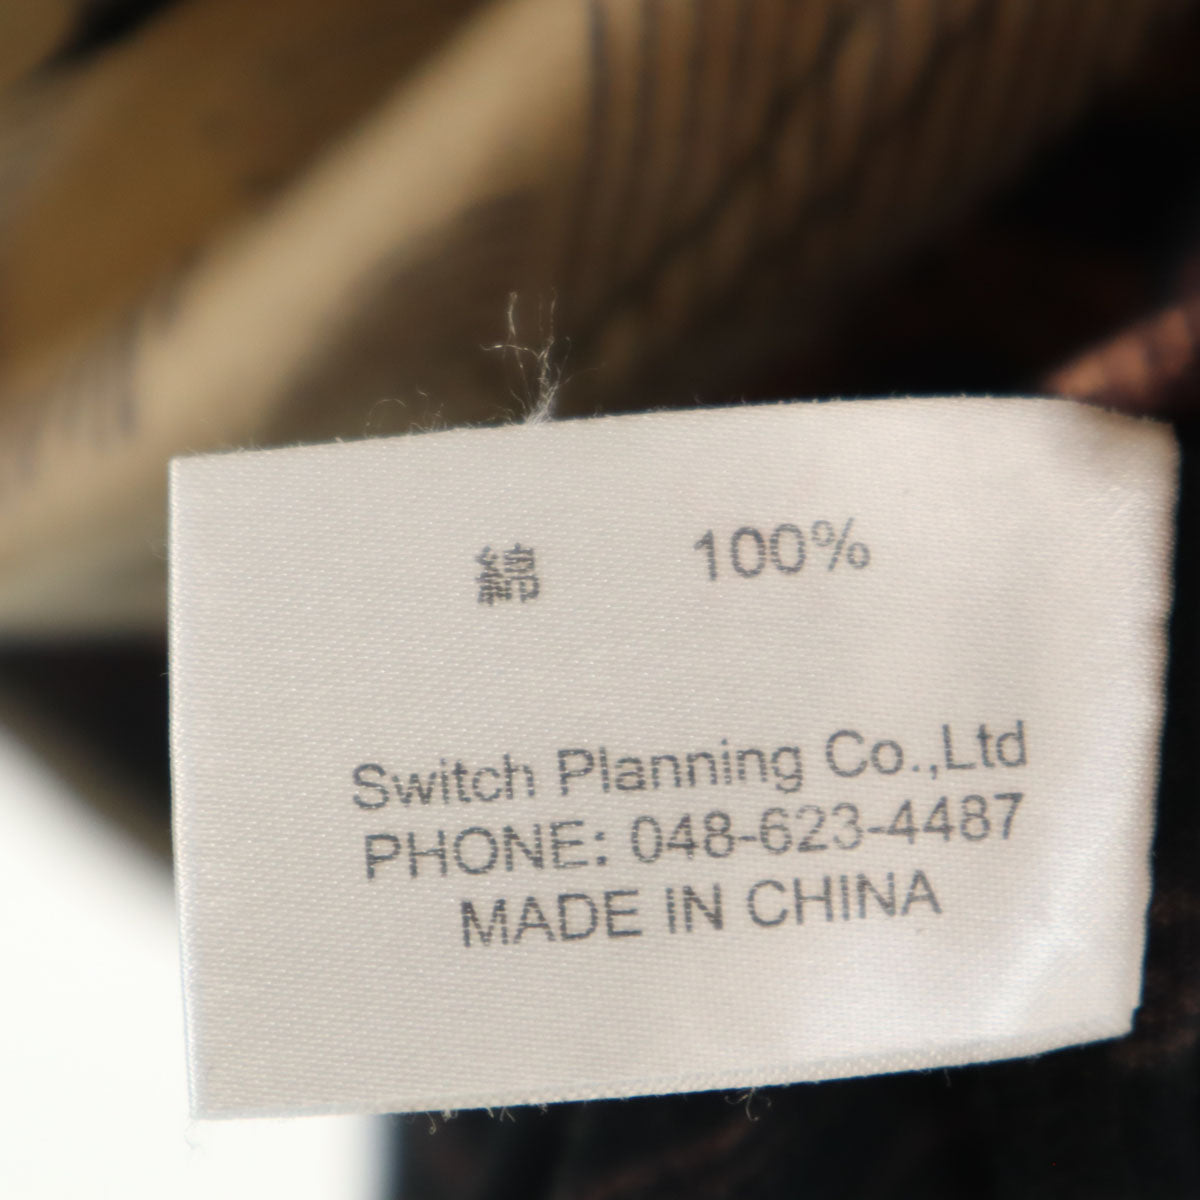 綿 100%
Switch Planning Co.,Ltd
PHONE: 048-623-4487
MADE IN CHINA